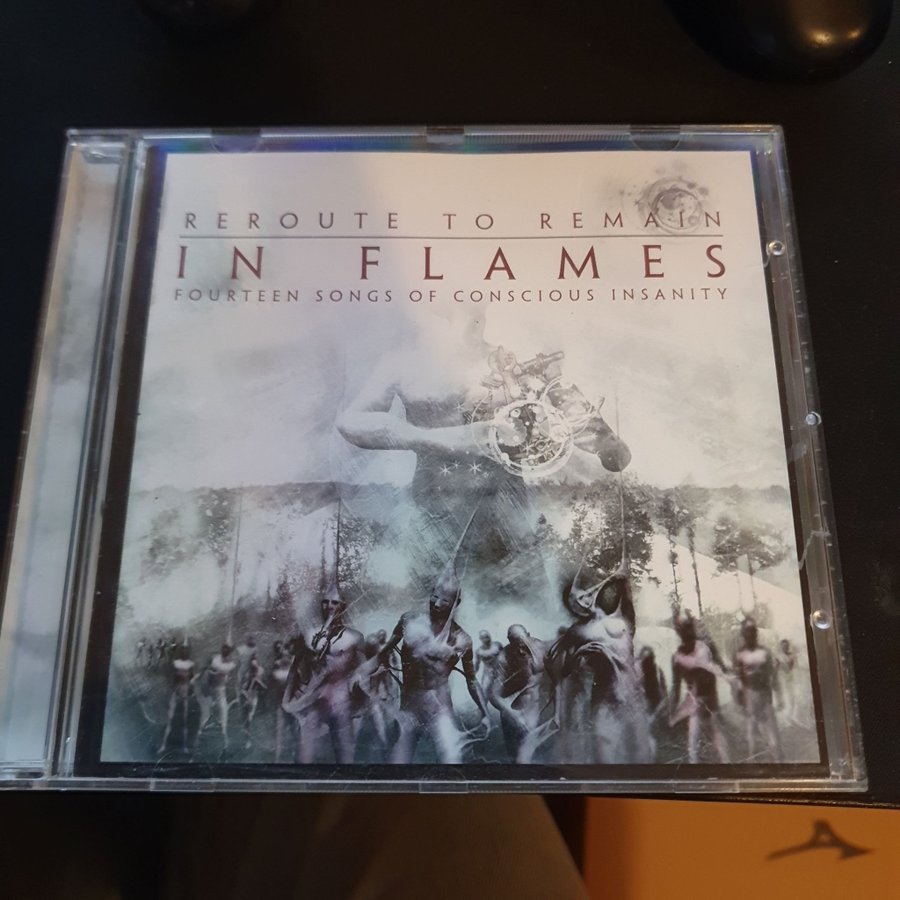 REROUTE TO REMAIN
IN FLAMES
FOURTEEN SONGS OF CONSCIOUS INSANITY